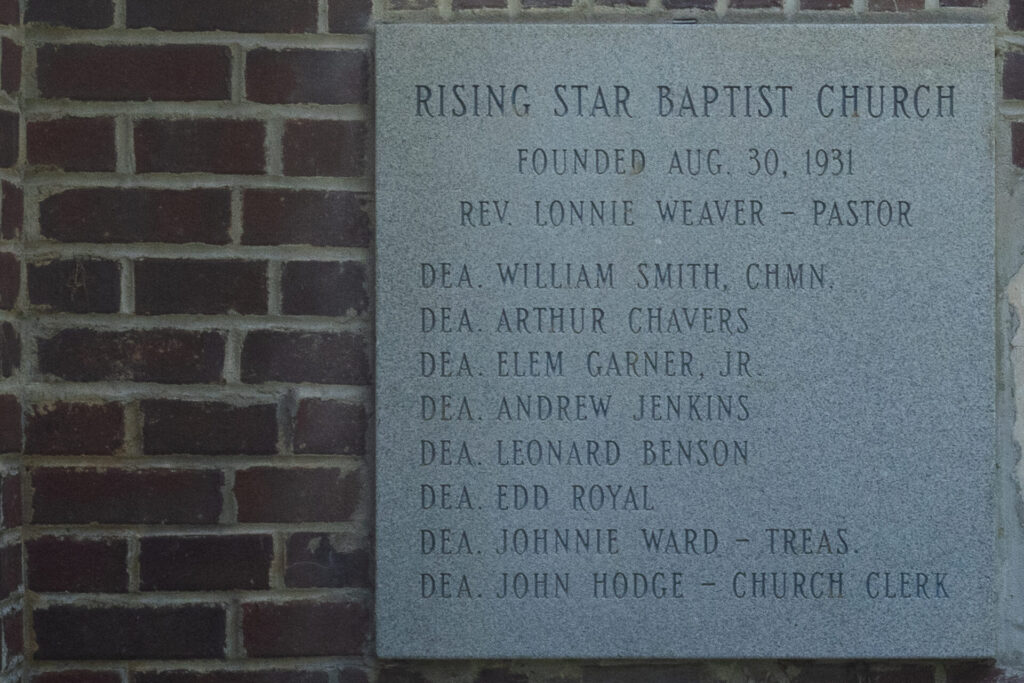 RISING STAR BAPTIST CHURCH
FOUNDED AUG. 30, 1931
REV. LONNIE WEAVER – PASTOR
DEA. WILLIAM SMITH, CHMN.
DEA. ARTHUR CHAVERS
DEA. ELEM GARNER, JR.
DEA. ANDREW JENKINS
DEA. LEONARD BENSON
DEA. EDD ROYAL
DEA. JOHNNIE WARD – TREAS.
DEA. JOHN HODGE – CHURCH CLERK